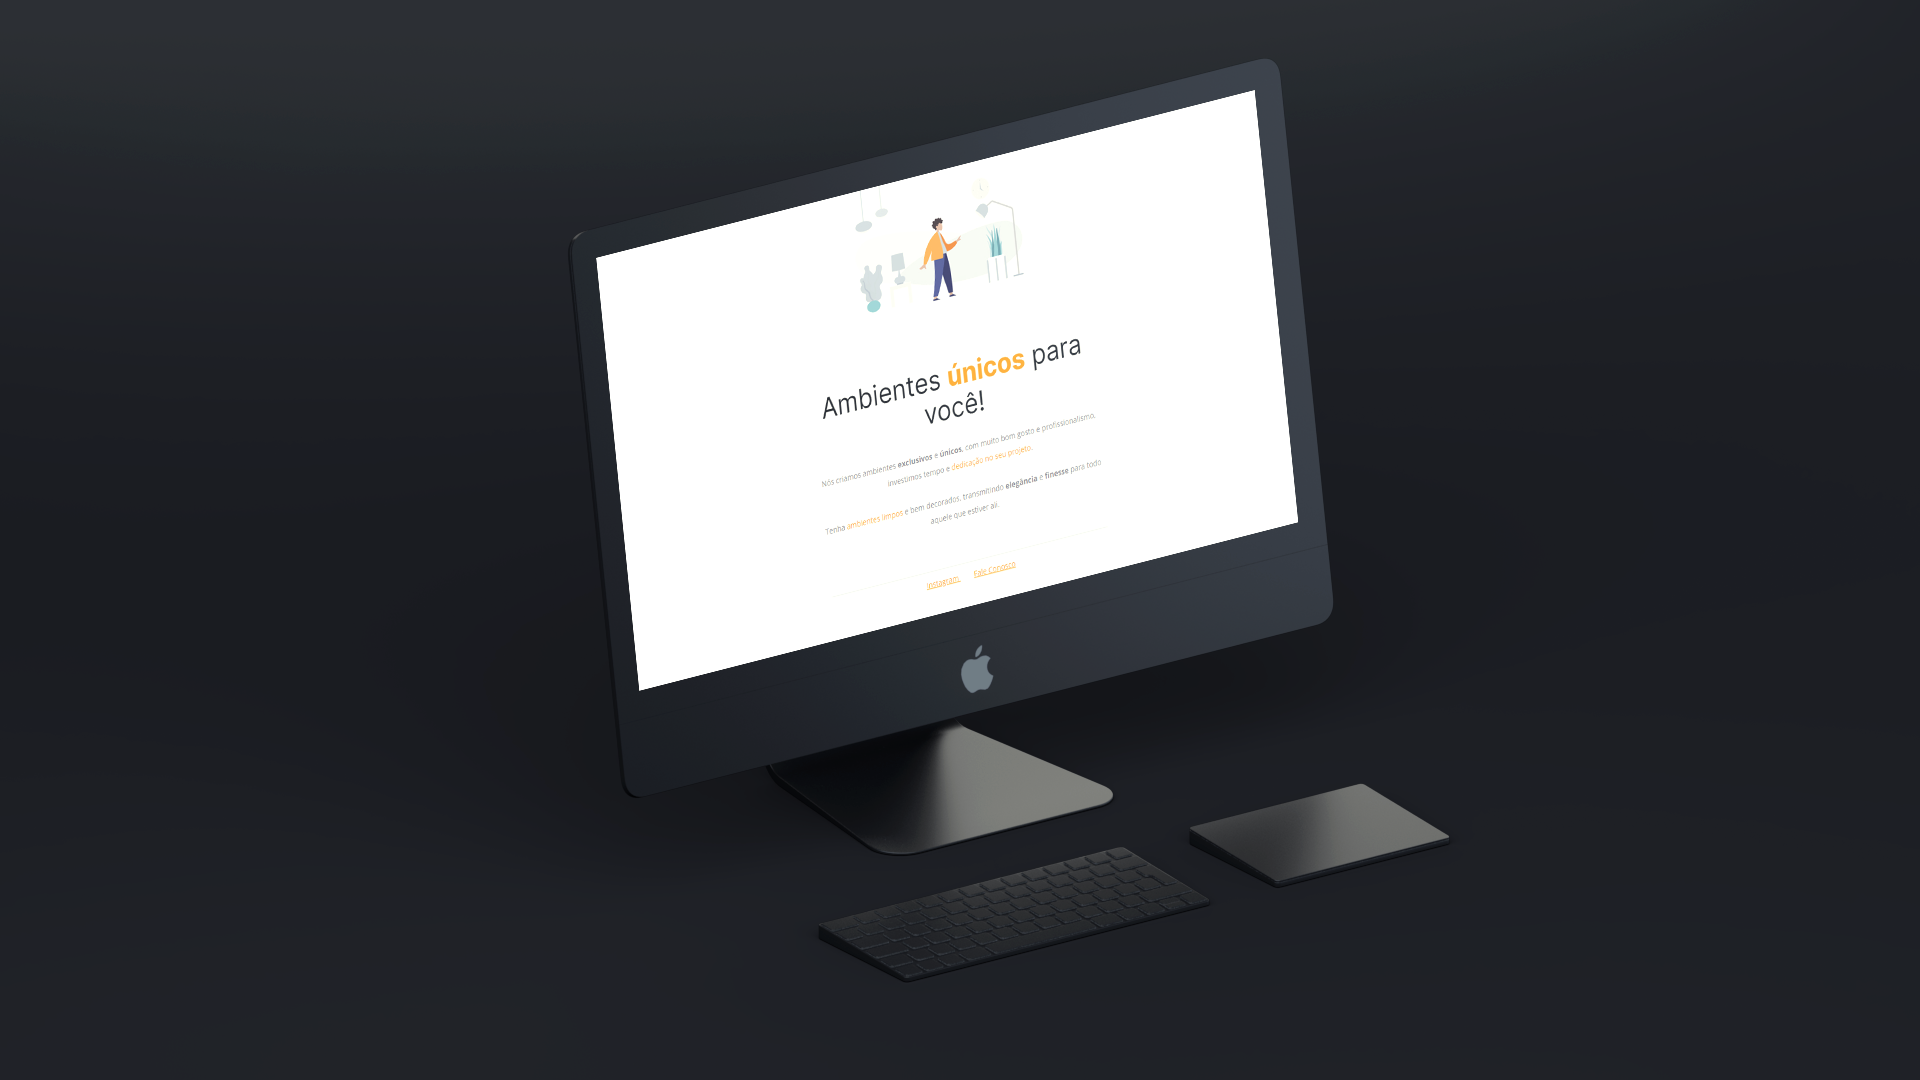 Ambientes únicos para
você!
Nós criamos ambientes exclusivos e únicos, com muito bom gosto e profissionalismo,
investimos tempo e dedicação no seu projeto.
Tenha ambientes limpos e bem decorados, transmitindo elegância e finesse para todo
aquele que estiver ali.
Instagram Fale Conosco